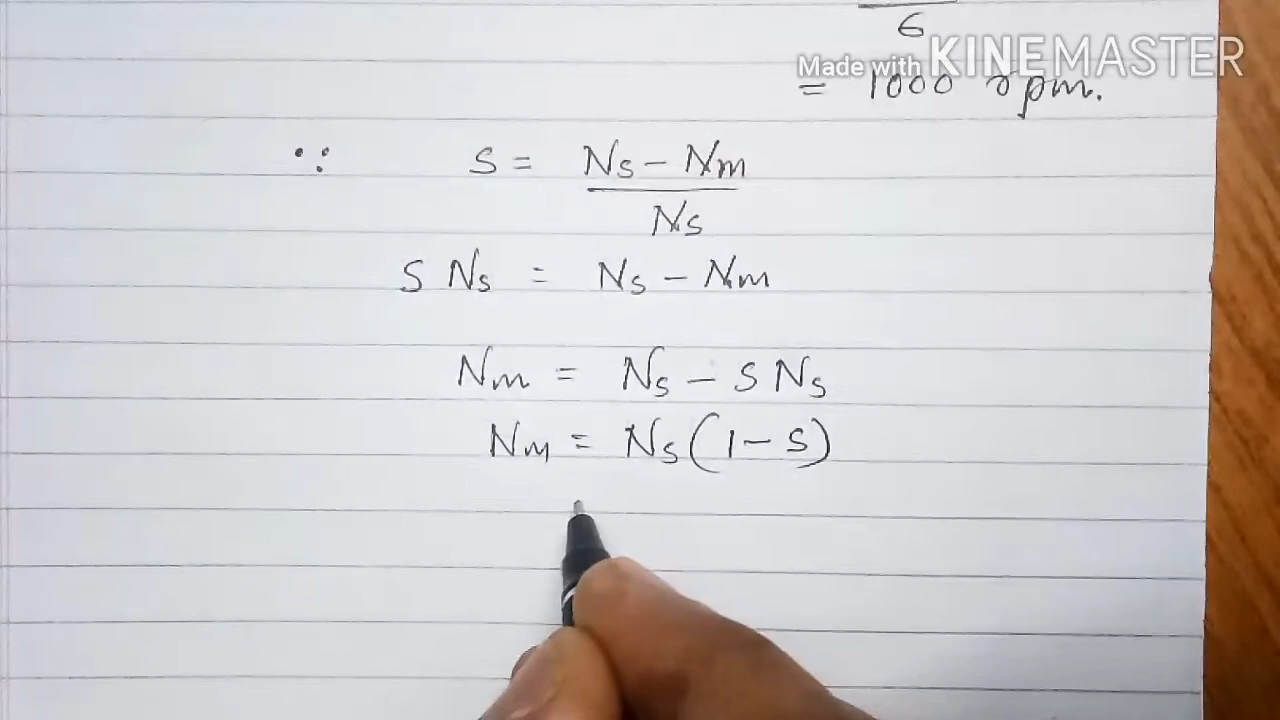 6
Made with KINEMASTER
= 1000 rpm.
∵ S = Ns - Nm
Ns
S Ns = Ns - Nm
Nm = Ns - S Ns
Nm = Ns (1 - S)